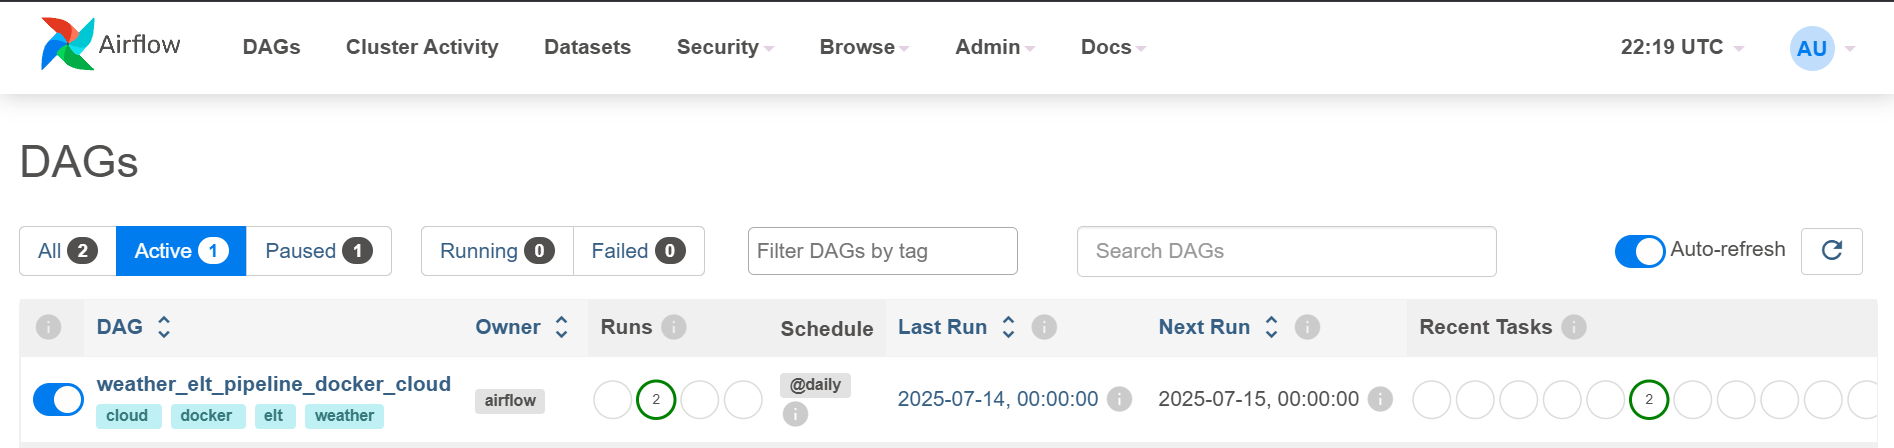 Airflow DAGs Cluster Activity Datasets Security Browse Admin Docs 22:19 UTC AU
DAGs
All 2 Active 1 Paused 1 Running 0 Failed 0 Filter DAGs by tag Search DAGs Auto-refresh
i DAG Owner Runs i Schedule Last Run i Next Run i Recent Tasks i
weather_elt_pipeline_docker_cloud airflow 2 @daily i 2025-07-14, 00:00:00 i 2025-07-15, 00:00:00 i 2
cloud docker elt weather